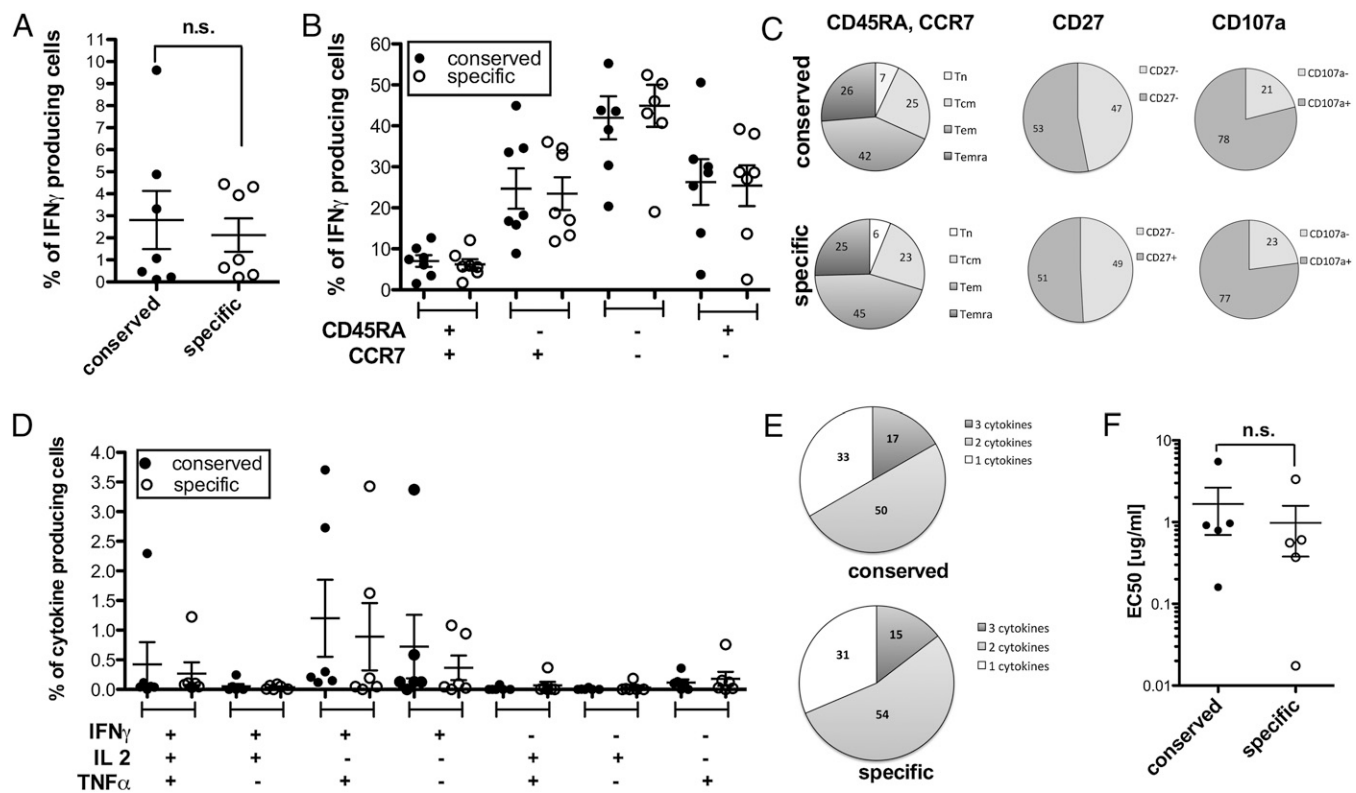 A
n.s.
% of IFNγ producing cells
11
10
9
8
7
6
5
4
3
2
1
0
conserved
specific
B
% of IFNγ producing cells
60
50
40
30
20
10
0
conserved
specific
CD45RA + - - +
CCR7 + + - -
C
CD45RA, CCR7 CD27 CD107a
conserved
7
25
42
26
Tn
Tcm
Tem
Temra
47
53
CD27-
CD27-
21
78
CD107a-
CD107a+
specific
6
23
45
25
Tn
Tcm
Tem
Temra
49
51
CD27-
CD27+
23
77
CD107a-
CD107a+
D
% of cytokine producing cells
4.0
3.5
3.0
2.5
2.0
1.5
1.0
0.5
0.0
conserved
specific
IFNγ + + + + - - -
IL 2 + + - - + + -
TNFα + - + - + - +
E
17
50
33
3 cytokines
2 cytokines
1 cytokines
conserved
15
54
31
3 cytokines
2 cytokines
1 cytokines
specific
F
n.s.
EC50 [ug/ml]
10
1
0.1
0.01
conserved
specific